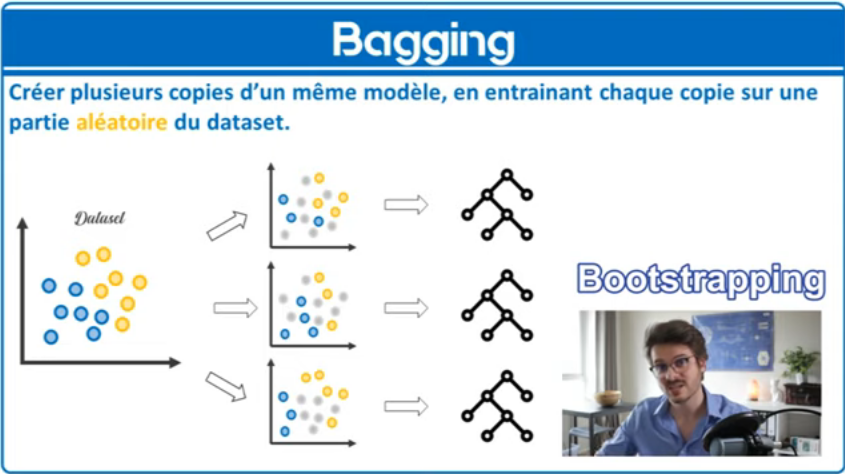 Bagging
Créer plusieurs copies d'un même modèle, en entrainant chaque copie sur une
partie aléatoire du dataset.
Dataset
Bootstrapping